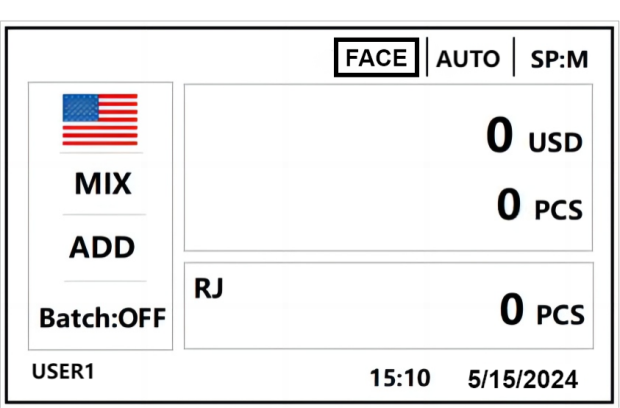 FACE AUTO SP:M
MIX
ADD
Batch:OFF
0 USD
0 PCS
RJ
0 PCS
USER1
15:10 5/15/2024